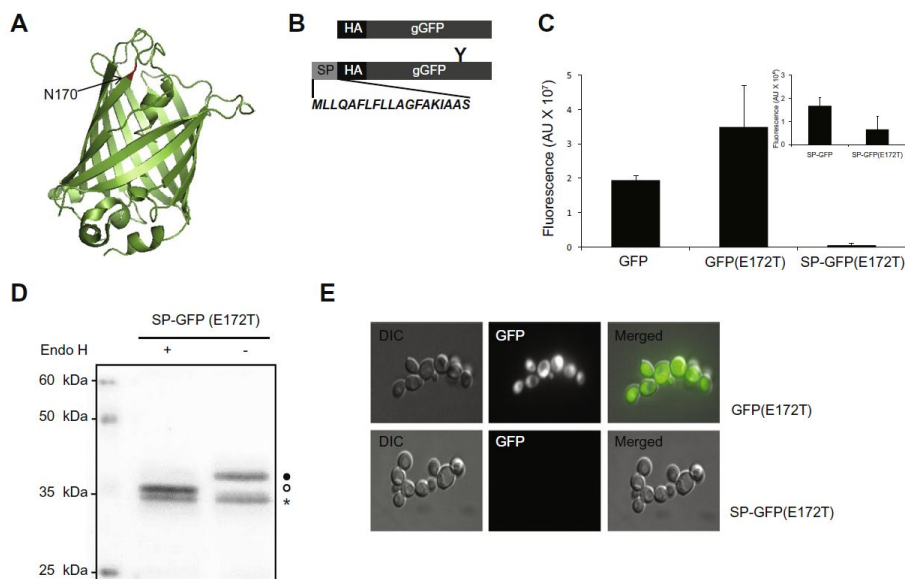 A
N170
B
HA gGFP
Y
SP HA gGFP
MLLQAFLFLLAGFAKIAAS
C
Fluorescence (AU X 10⁷)
5
4
3
2
1
0
GFP GFP(E172T) SP-GFP(E172T)
Fluorescence (AU X 10⁶)
3
2
1
0
SP-GFP SP-GFP(E172T)
D
SP-GFP (E172T)
Endo H + -
60 kDa
50 kDa
35 kDa
25 kDa
*
E
DIC GFP Merged
GFP(E172T)
DIC GFP Merged
SP-GFP(E172T)